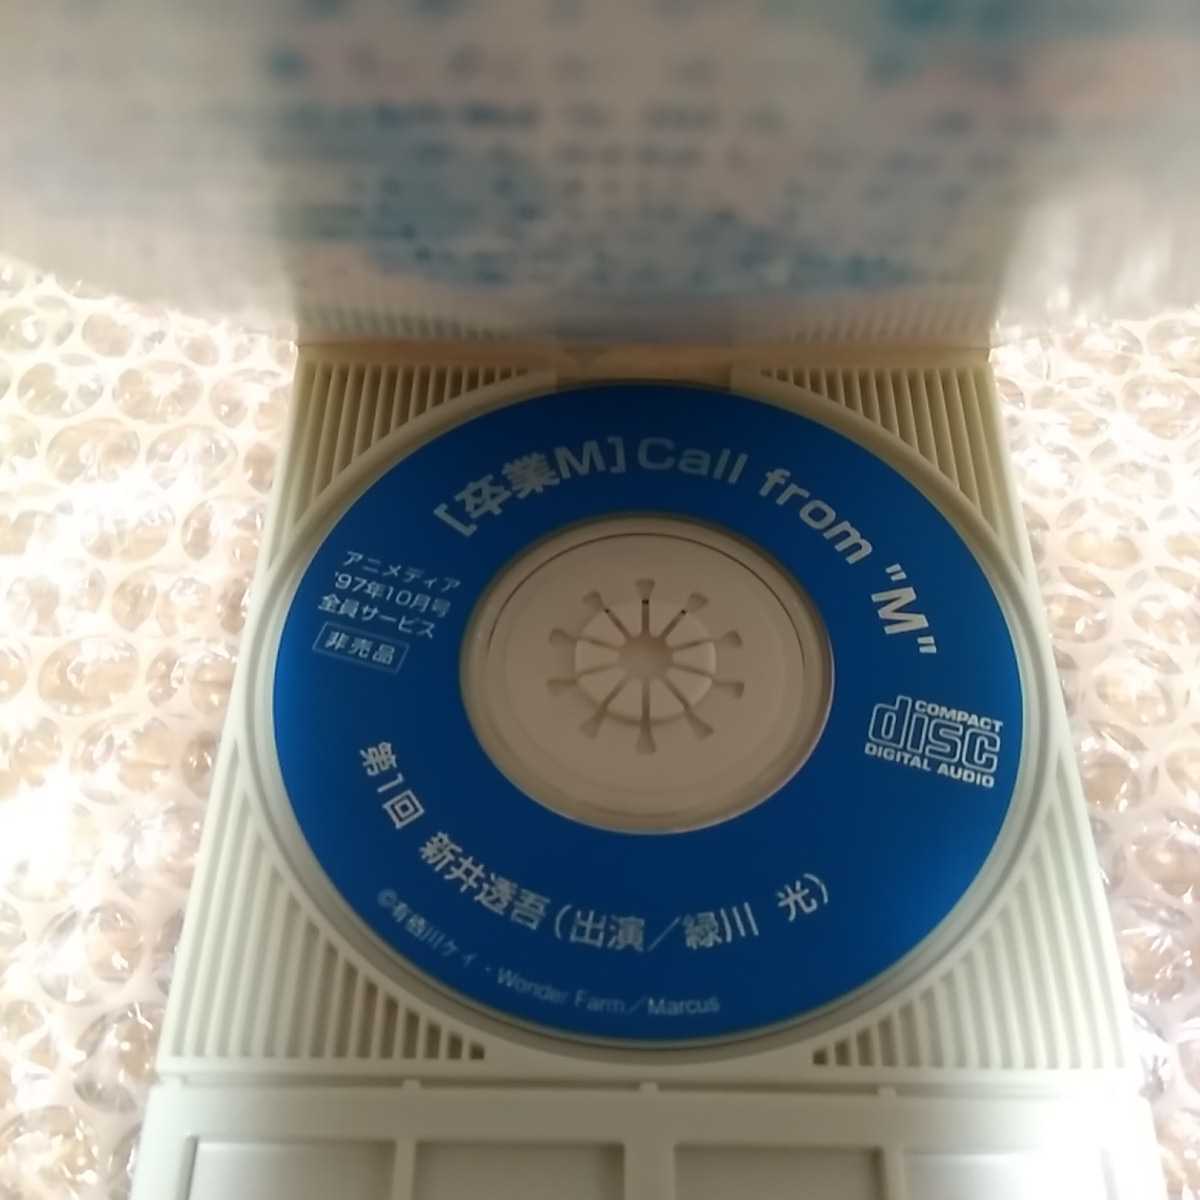 [卒業M] Call from "M"
アニメディア
'97年10月号
全員サービス
非売品
COMPACT
disc
DIGITAL AUDIO
第1回 新井透吾(出演/緑川 光)
©有栖川ケイ・Wonder Farm/Marcus